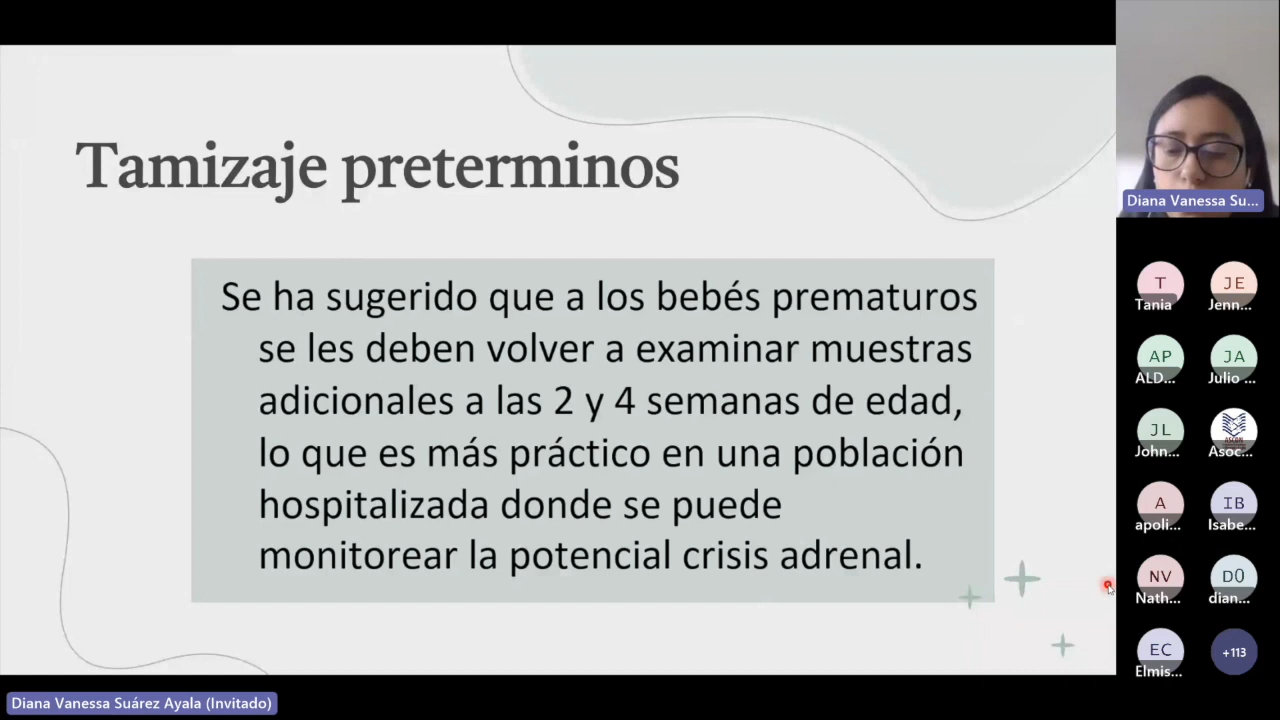 Tamizaje preterminos
Se ha sugerido que a los bebés prematuros
se les deben volver a examinar muestras
adicionales a las 2 y 4 semanas de edad,
lo que es más práctico en una población
hospitalizada donde se puede
monitorear la potencial crisis adrenal.
Diana Vanessa Su...
T
Tania
JE
Jenn...
AP
ALD...
JA
Julio ...
JL
John...
Asoc...
A
apoli...
IB
Isabe...
NV
Nath...
D0
dian...
EC
Elmis...
+113
Diana Vanessa Suárez Ayala (Invitado)